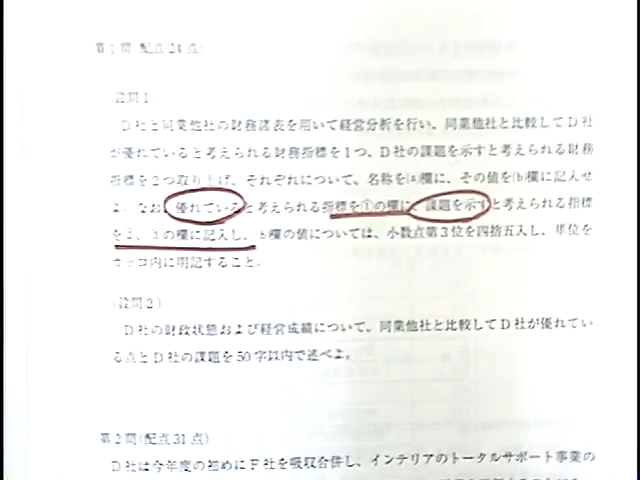 第1問 配点24点)
設問1
D社と同業他社の財務諸表を用いて経営分析を行い、同業他社と比較してD社
が優れていると考えられる財務指標を1つ、D社の課題を示すと考えられる財務
指標を2つ取り上げ、それぞれについて、名称を(a)欄に、その値を(b)欄に記入せ
よ。なお、優れていると考えられる指標を①の欄に、課題を示すと考えられる指標
を2、3の欄に記入し、b欄の値については、小数点第3位を四捨五入し、単位を
カッコ内に明記すること。
(設問2)
D社の財政状態および経営成績について、同業他社と比較してD社が優れてい
る点とD社の課題を50字以内で述べよ。
第2問(配点31点)
D社は今年度の初めにF社を吸収合併し、インテリアのトータルサポート事業の